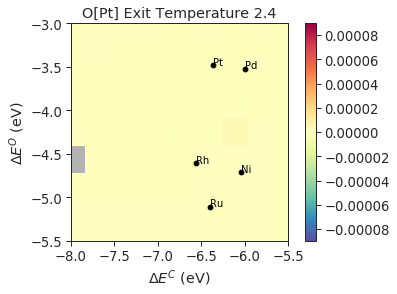 O[Pt] Exit Temperature 2.4
−3.0
−3.5
−4.0
−4.5
−5.0
−5.5
ΔE^O (eV)
Pt
Pd
Rh
Ni
Ru
−8.0 −7.5 −7.0 −6.5 −6.0 −5.5
ΔE^C (eV)
0.00008
0.00006
0.00004
0.00002
0.00000
−0.00002
−0.00004
−0.00006
−0.00008